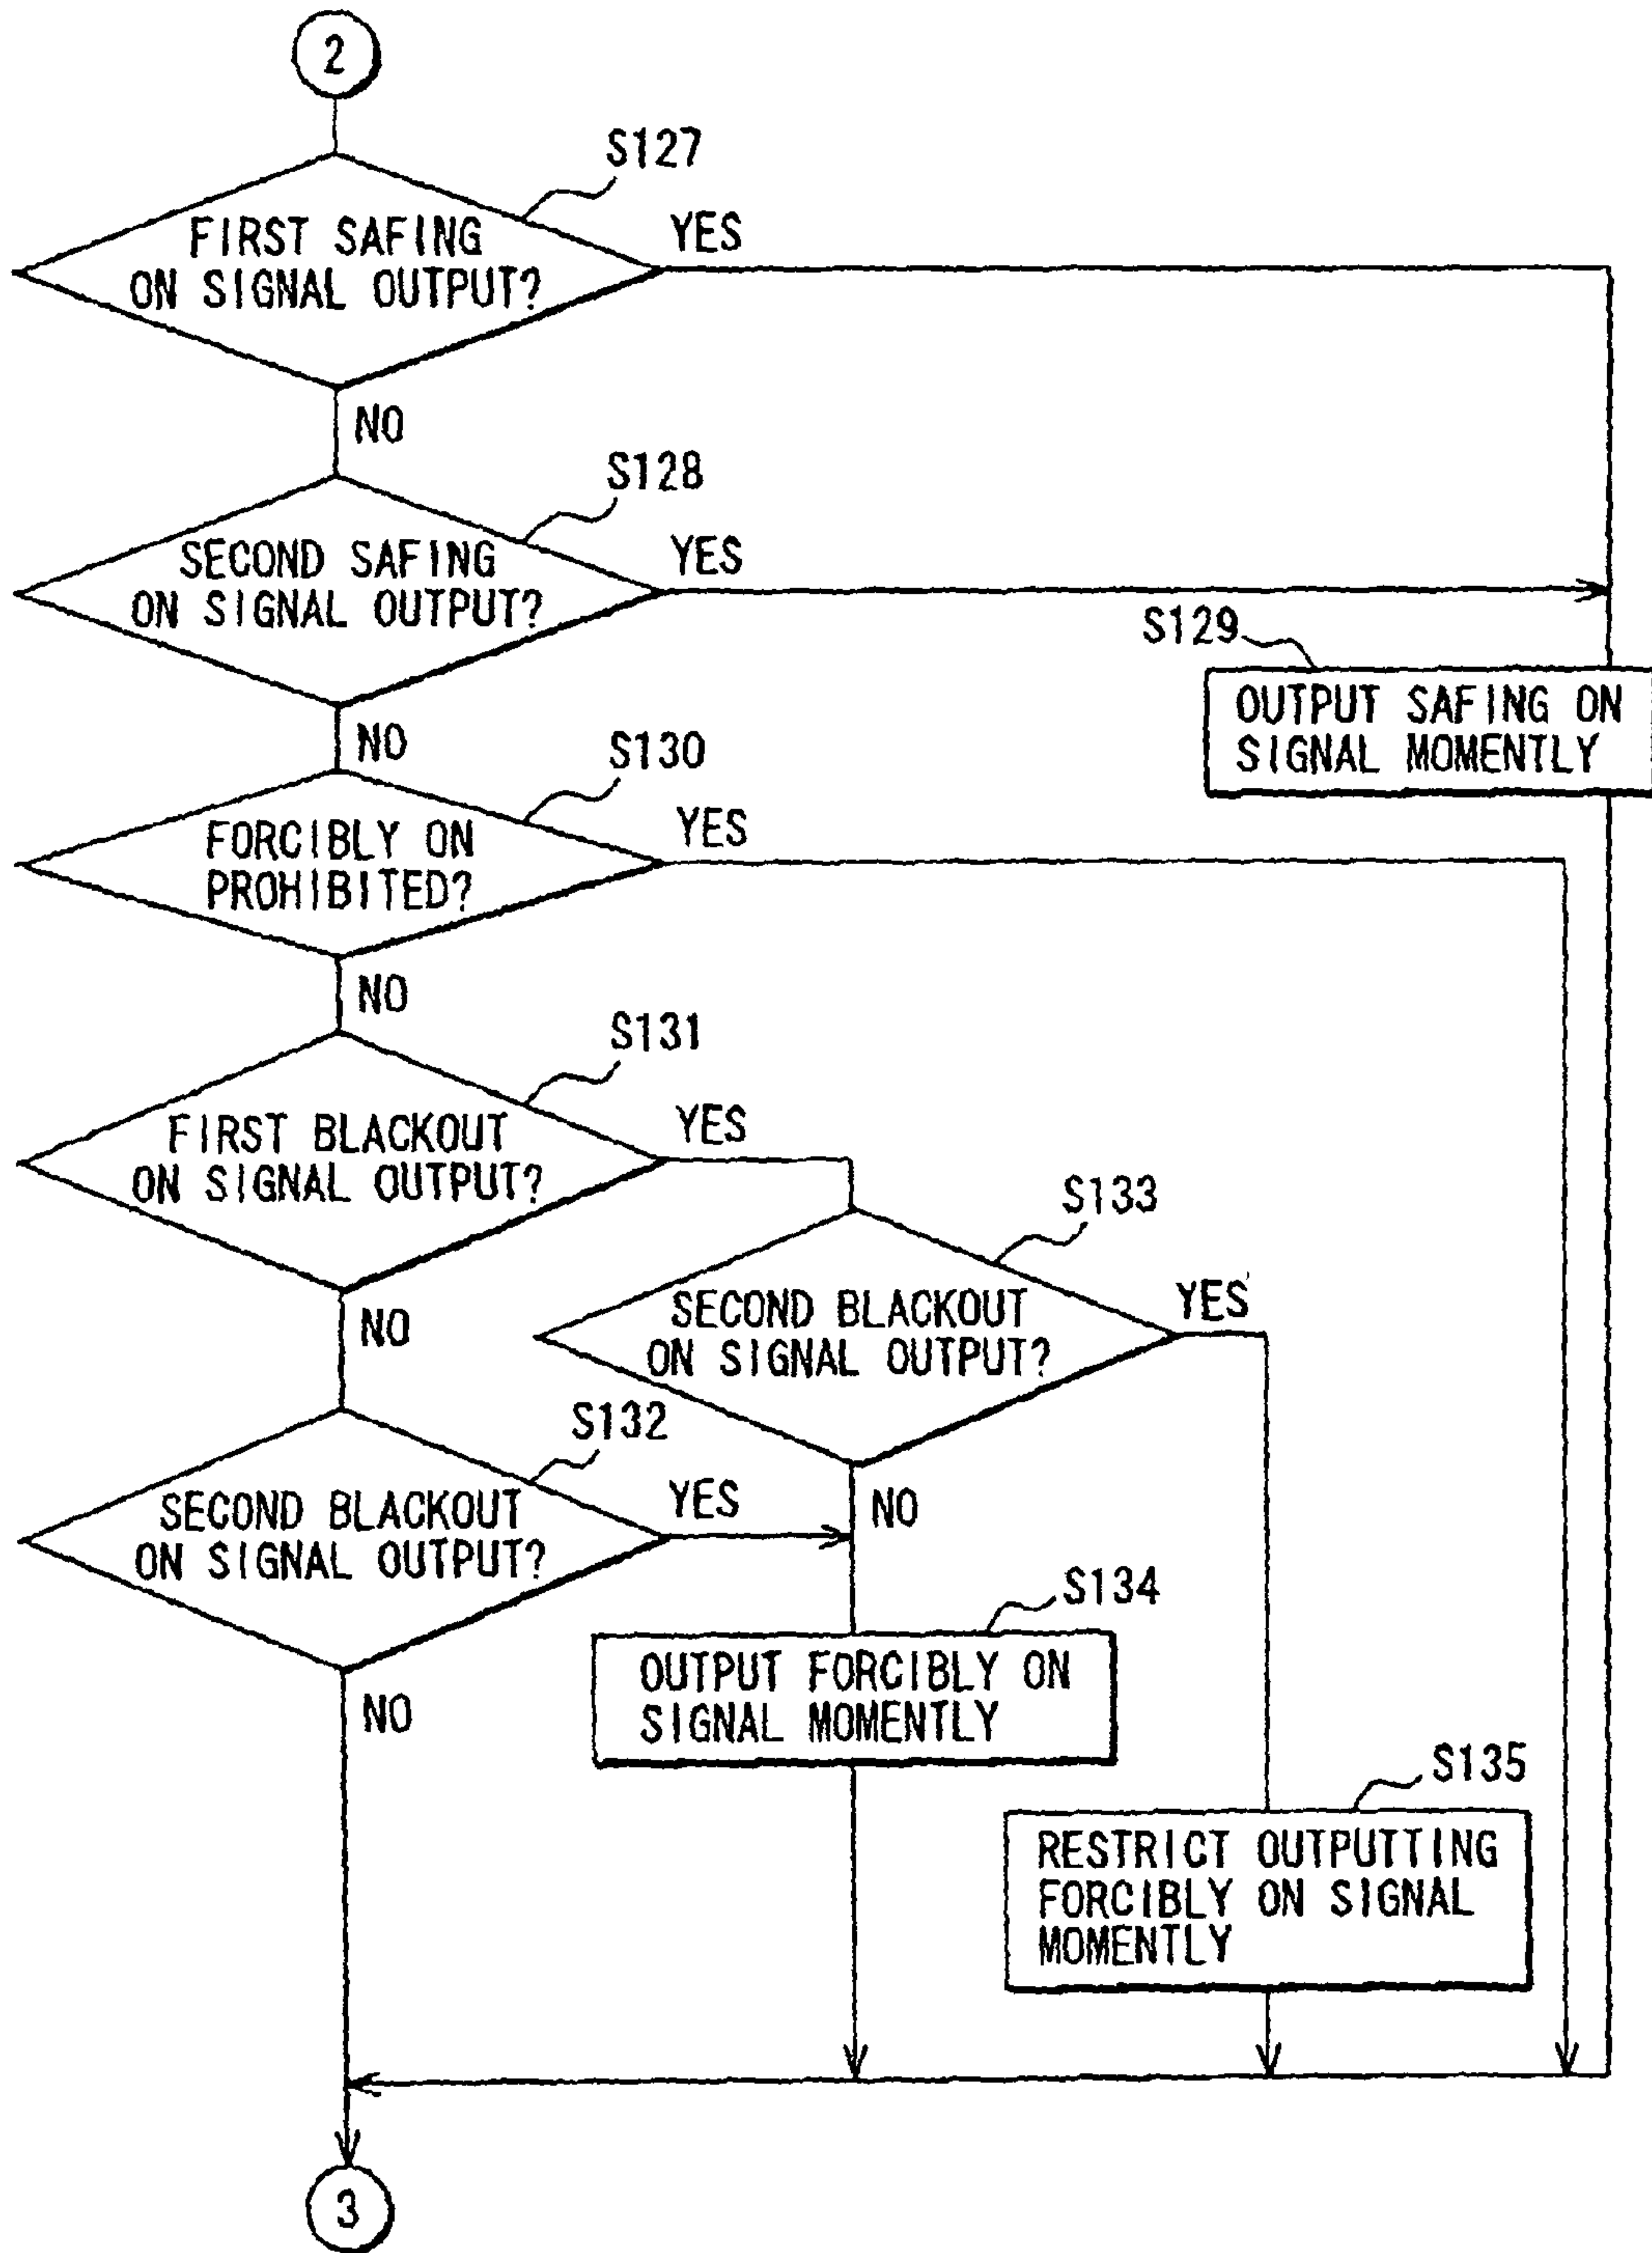 2
S127
FIRST SAFING
ON SIGNAL OUTPUT?
YES
NO
S128
SECOND SAFING
ON SIGNAL OUTPUT?
YES
S129
OUTPUT SAFING ON
SIGNAL MOMENTLY
NO
S130
FORCIBLY ON
PROHIBITED?
YES
NO
S131
FIRST BLACKOUT
ON SIGNAL OUTPUT?
YES
S133
SECOND BLACKOUT
ON SIGNAL OUTPUT?
YES
NO
S132
SECOND BLACKOUT
ON SIGNAL OUTPUT?
YES
NO
S134
OUTPUT FORCIBLY ON
SIGNAL MOMENTLY
NO
S135
RESTRICT OUTPUTTING
FORCIBLY ON SIGNAL
MOMENTLY
3